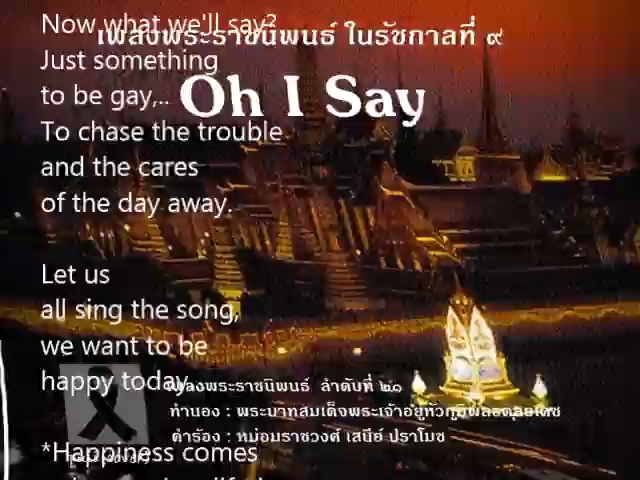 Now what we'll say?
เพลงพระราชนิพนธ์ ในรัชกาลที่ ๙
Just something
to be gay,..
Oh I Say
To chase the trouble
and the cares
of the day away.
Let us
all sing the song,
we want to be
happy today
เพลงพระราชนิพนธ์ ลำดับที่ ๒๑
ทำนอง : พระบาทสมเด็จพระเจ้าอยู่หัวภูมิพลอดุลยเดช
คำร้อง : หม่อมราชวงศ์ เสนีย์ ปราโมช
*Happiness comes